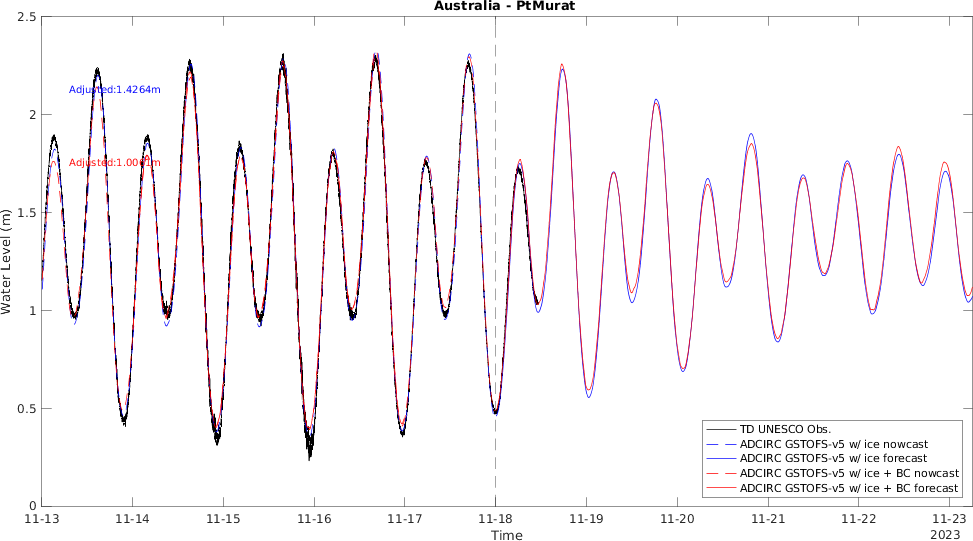 Australia - PtMurat
2.5
2
1.5
1
0.5
0
Water Level (m)
Adjusted:1.4264m
TD UNESCO Obs.
ADCIRC GSTOFS-v5 w/ ice nowcast
ADCIRC GSTOFS-v5 w/ ice forecast
ADCIRC GSTOFS-v5 w/ ice + BC nowcast
ADCIRC GSTOFS-v5 w/ ice + BC forecast
11-13 11-14 11-15 11-16 11-17 11-18 11-19 11-20 11-21 11-22 11-23
Time
2023